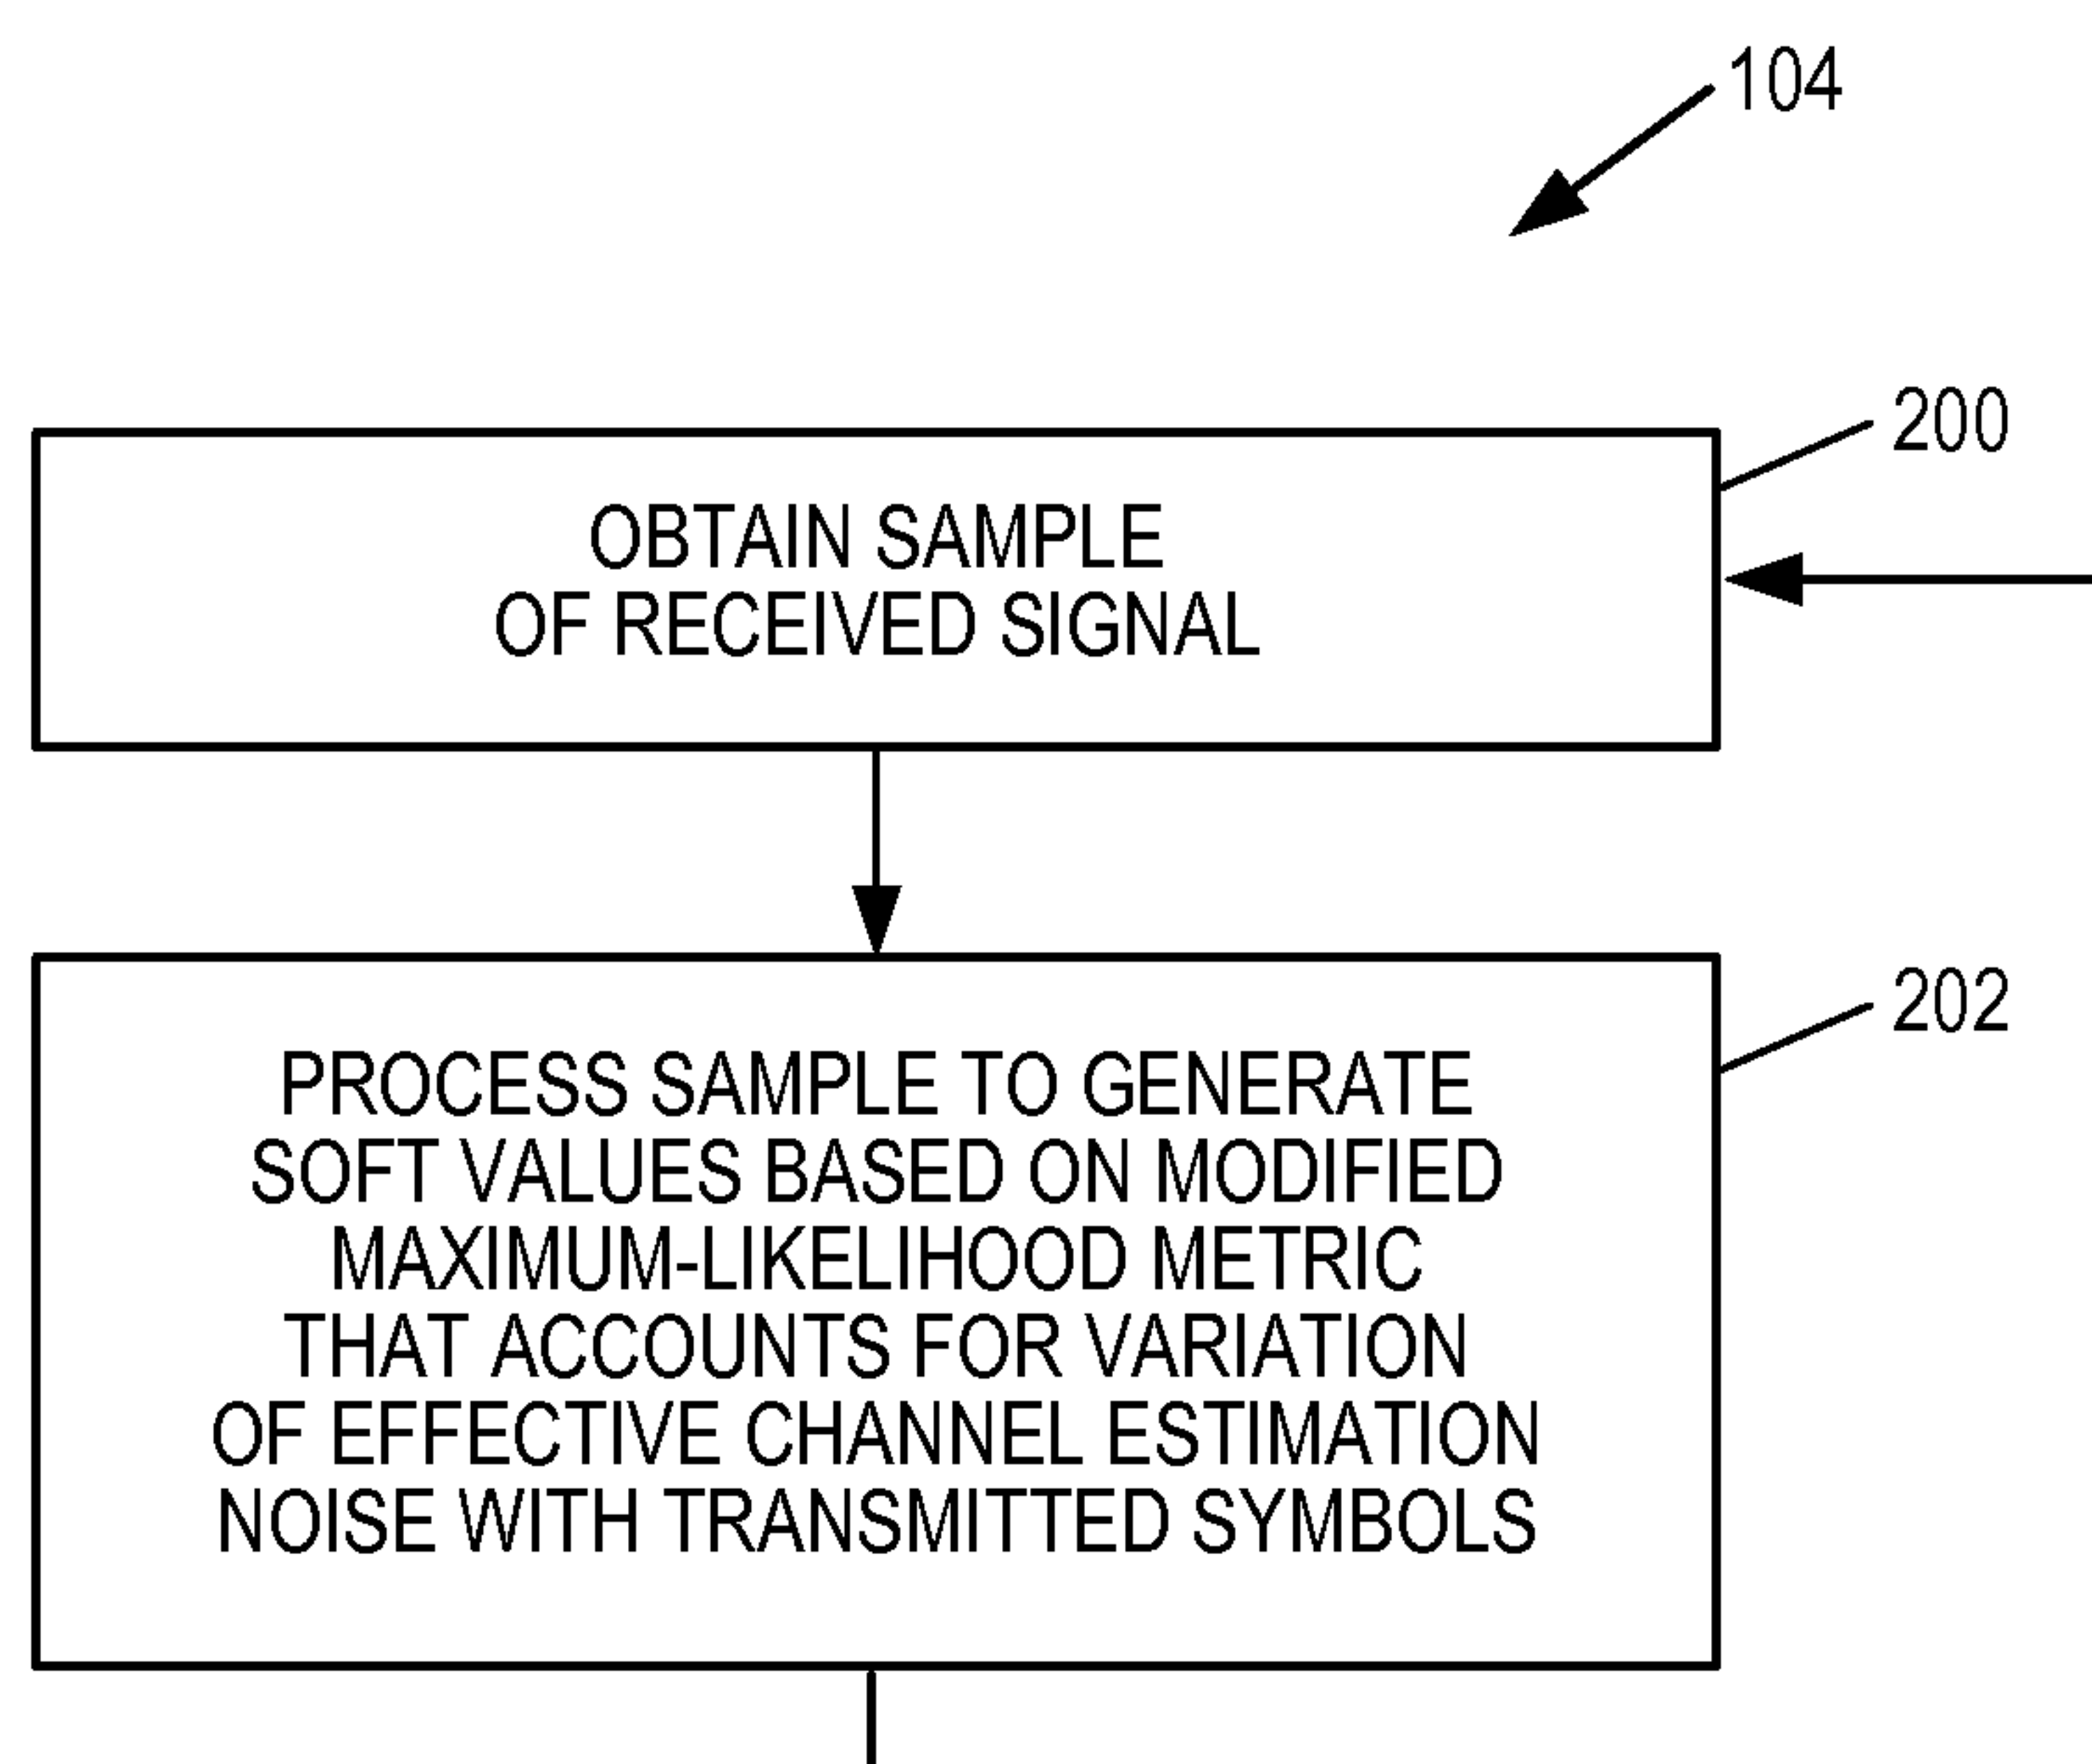 104
200
OBTAIN SAMPLE
OF RECEIVED SIGNAL
202
PROCESS SAMPLE TO GENERATE
SOFT VALUES BASED ON MODIFIED
MAXIMUM-LIKELIHOOD METRIC
THAT ACCOUNTS FOR VARIATION
OF EFFECTIVE CHANNEL ESTIMATION
NOISE WITH TRANSMITTED SYMBOLS